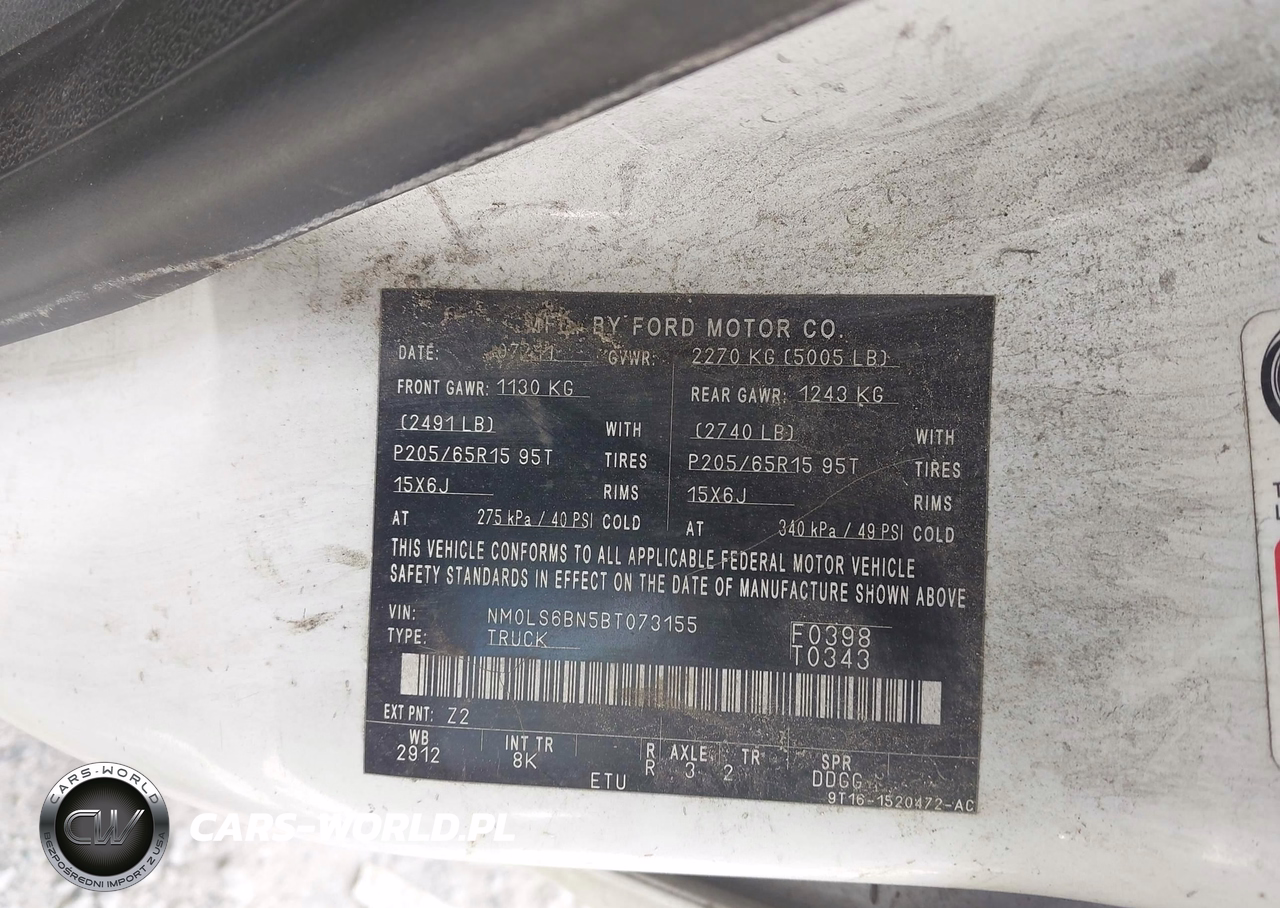 MFD. BY FORD MOTOR CO.
DATE: 07/11 GVWR: 2270 KG (5005 LB)
FRONT GAWR: 1130 KG REAR GAWR: 1243 KG
(2491 LB) WITH (2740 LB) WITH
P205/65R15 95T TIRES P205/65R15 95T TIRES
15X6J RIMS 15X6J RIMS
AT 275 kPa / 40 PSI COLD AT 340 kPa / 49 PSI COLD
THIS VEHICLE CONFORMS TO ALL APPLICABLE FEDERAL MOTOR VEHICLE
SAFETY STANDARDS IN EFFECT ON THE DATE OF MANUFACTURE SHOWN ABOVE
VIN: NM0LS6BN5BT073155
TYPE: TRUCK
F0398
T0343
EXT PNT: Z2
WB INT TR R AXLE TR SPR
2912 8K R 3 2 DDGG
ETU
9T16-1520472-AC
CARS-WORLD
CW
BEZPOŚREDNI IMPORT Z USA
CARS-WORLD.PL